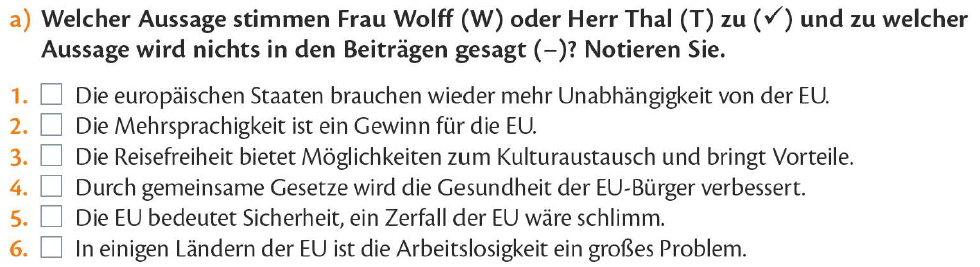 a) Welcher Aussage stimmen Frau Wolff (W) oder Herr Thal (T) zu (✓) und zu welcher
Aussage wird nichts in den Beiträgen gesagt (–)? Notieren Sie.
1. ☐ Die europäischen Staaten brauchen wieder mehr Unabhängigkeit von der EU.
2. ☐ Die Mehrsprachigkeit ist ein Gewinn für die EU.
3. ☐ Die Reisefreiheit bietet Möglichkeiten zum Kulturaustausch und bringt Vorteile.
4. ☐ Durch gemeinsame Gesetze wird die Gesundheit der EU-Bürger verbessert.
5. ☐ Die EU bedeutet Sicherheit, ein Zerfall der EU wäre schlimm.
6. ☐ In einigen Ländern der EU ist die Arbeitslosigkeit ein großes Problem.